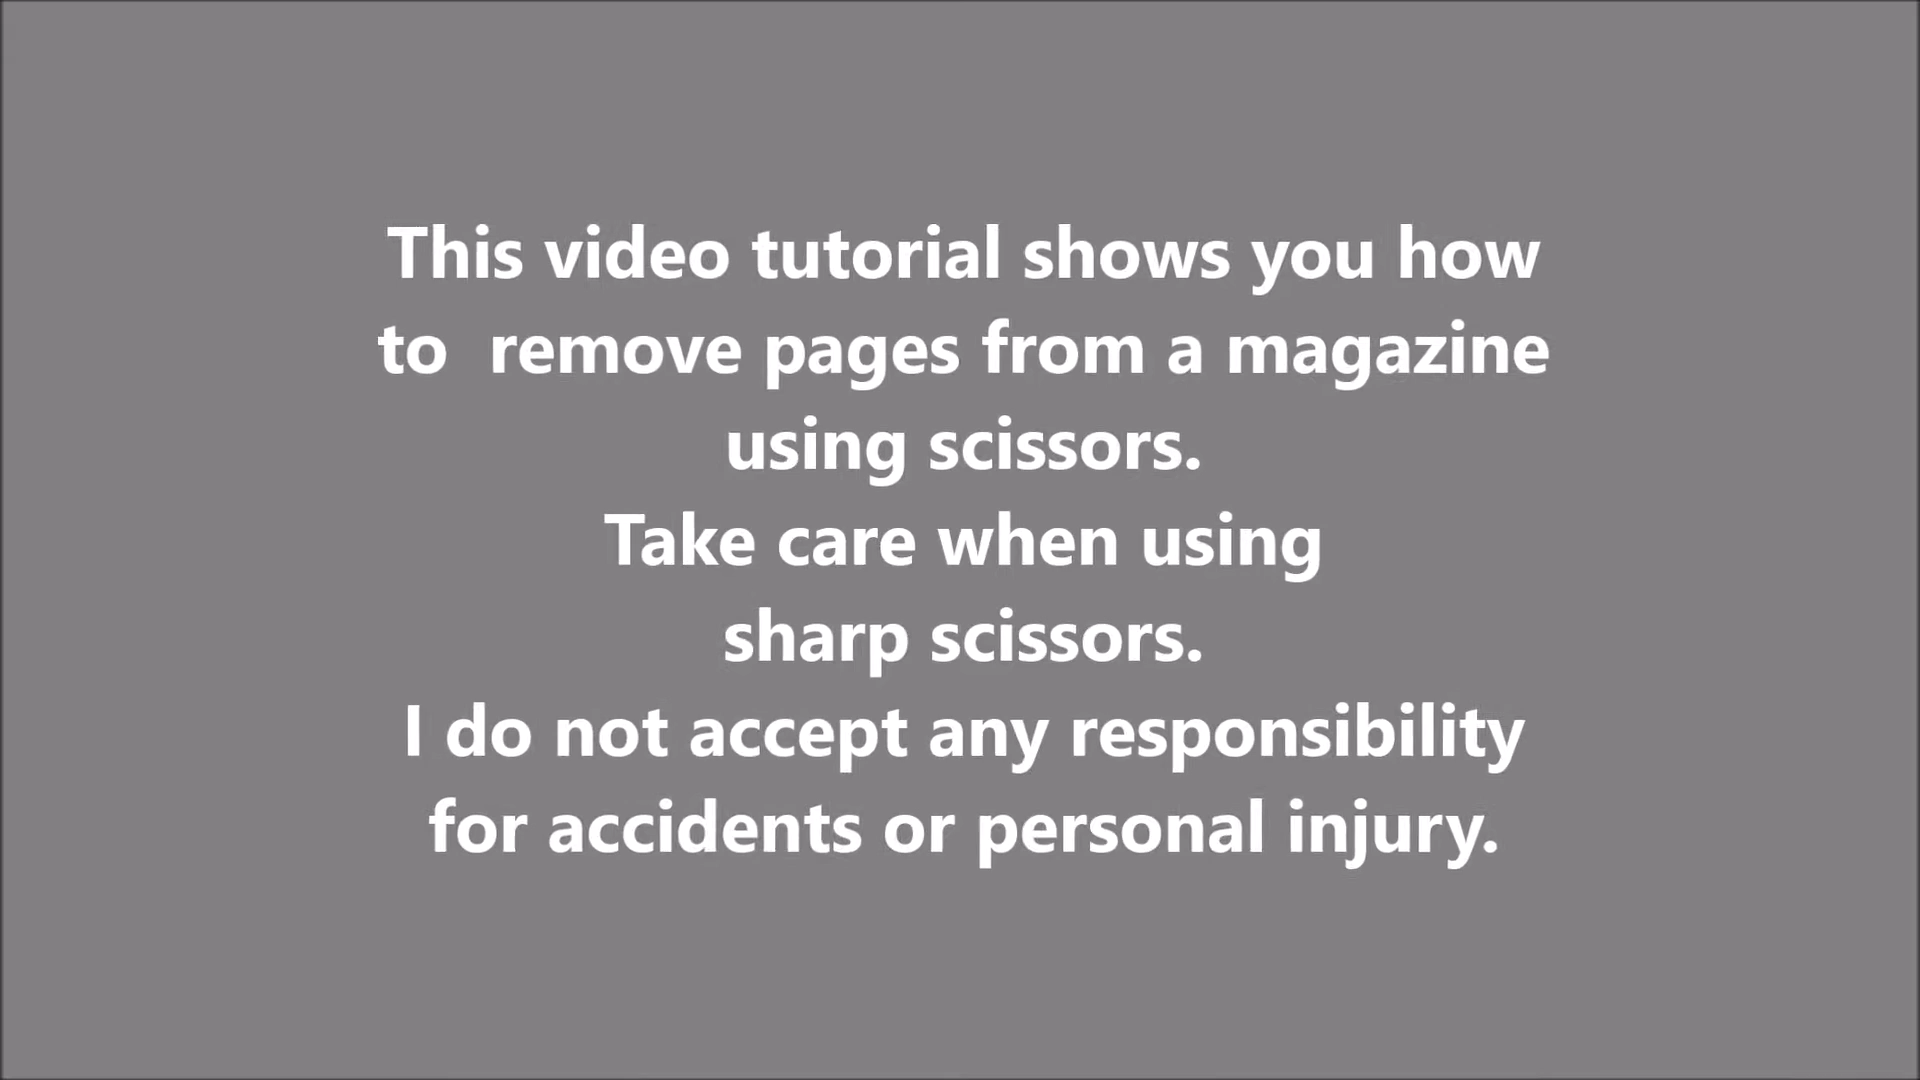 This video tutorial shows you how
to  remove pages from a magazine
using scissors.
Take care when using
sharp scissors.
I do not accept any responsibility
for accidents or personal injury.